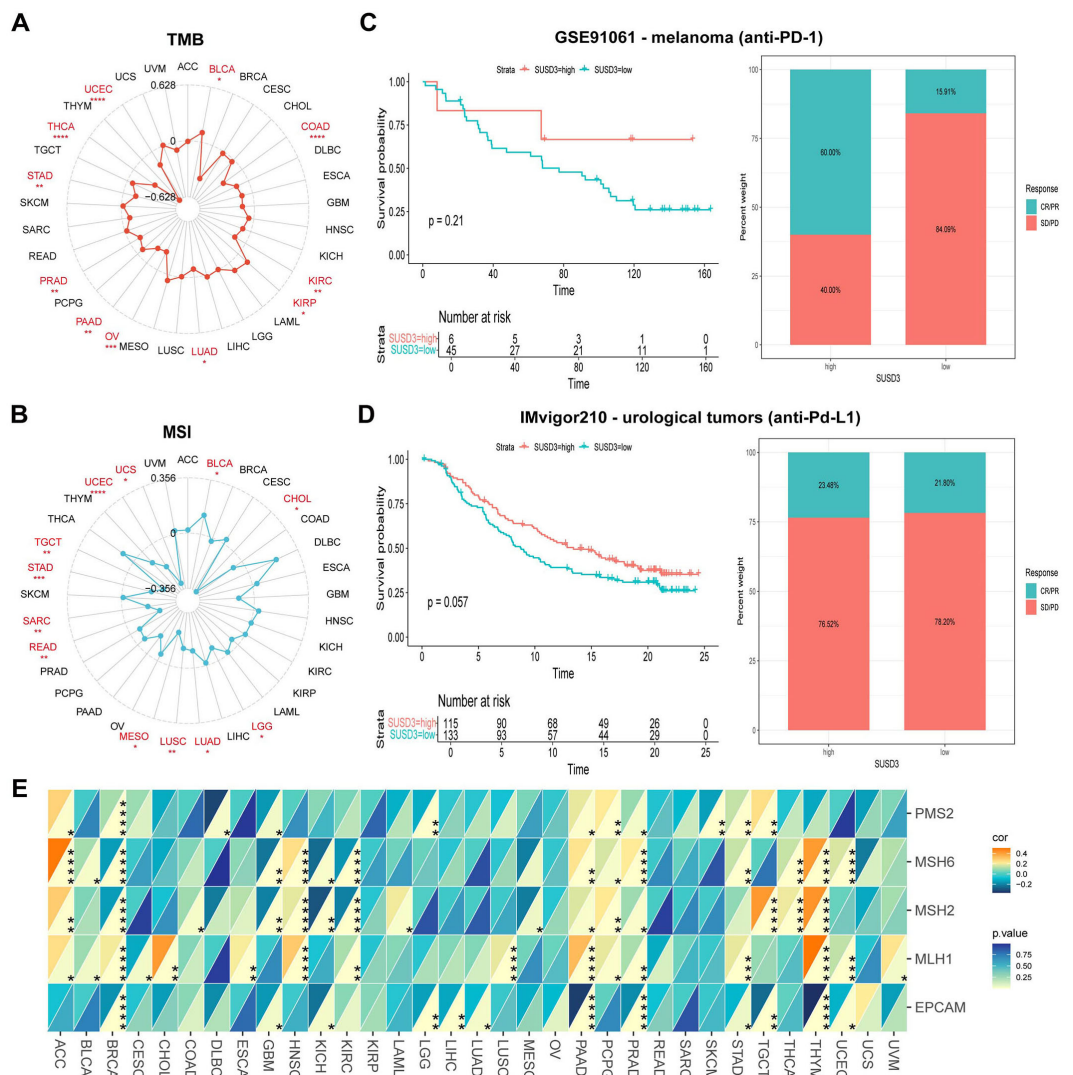 A
TMB
ACC
BLCA
*
BRCA
CESC
CHOL
COAD
****
DLBC
ESCA
GBM
HNSC
KICH
KIRC
**
KIRP
*
LAML
LGG
LIHC
LUAD
*
LUSC
MESO
OV
***
PAAD
**
PCPG
PRAD
**
READ
SARC
SKCM
STAD
**
TGCT
THCA
****
THYM
UCEC
****
UCS
UVM
0.628
0
−0.628
C
GSE91061 - melanoma (anti-PD-1)
Strata SUSD3=high SUSD3=low
Survival probability
1.00
0.75
0.50
0.25
0.00
p = 0.21
0 40 80 120 160
Time
Number at risk
Strata
SUSD3=high 6 5 3 1 0
SUSD3=low 45 27 21 11 1
0 40 80 120 160
Time
Percent weight
100
75
50
25
0
60.00%
40.00%
15.91%
84.09%
high low
SUSD3
Response
CR/PR
SD/PD
B
MSI
ACC
BLCA
*
BRCA
CESC
CHOL
*
COAD
DLBC
ESCA
GBM
HNSC
KICH
KIRC
KIRP
LAML
LGG
*
LIHC
LUAD
*
LUSC
**
MESO
*
OV
PAAD
PCPG
PRAD
READ
**
SARC
**
SKCM
STAD
***
TGCT
**
THCA
THYM
UCEC
****
UCS
*
UVM
0.356
0
−0.356
D
IMvigor210 - urological tumors (anti-Pd-L1)
Strata SUSD3=high SUSD3=low
Survival probability
1.00
0.75
0.50
0.25
0.00
p = 0.057
0 5 10 15 20 25
Time
Number at risk
Strata
SUSD3=high 115 90 68 49 26 0
SUSD3=low 133 93 57 44 29 0
0 5 10 15 20 25
Time
Percent weight
100
75
50
25
0
23.48%
76.52%
21.80%
78.20%
high low
SUSD3
Response
CR/PR
SD/PD
E
PMS2
MSH6
MSH2
MLH1
EPCAM
ACC BLCA BRCA CESC CHOL COAD DLBC ESCA GBM HNSC KICH KIRC KIRP LAML LGG LIHC LUAD LUSC MESO OV PAAD PCPG PRAD READ SARC SKCM STAD TGCT THCA THYM UCEC UCS UVM
cor
0.4
0.2
0.0
−0.2
p.value
0.75
0.50
0.25